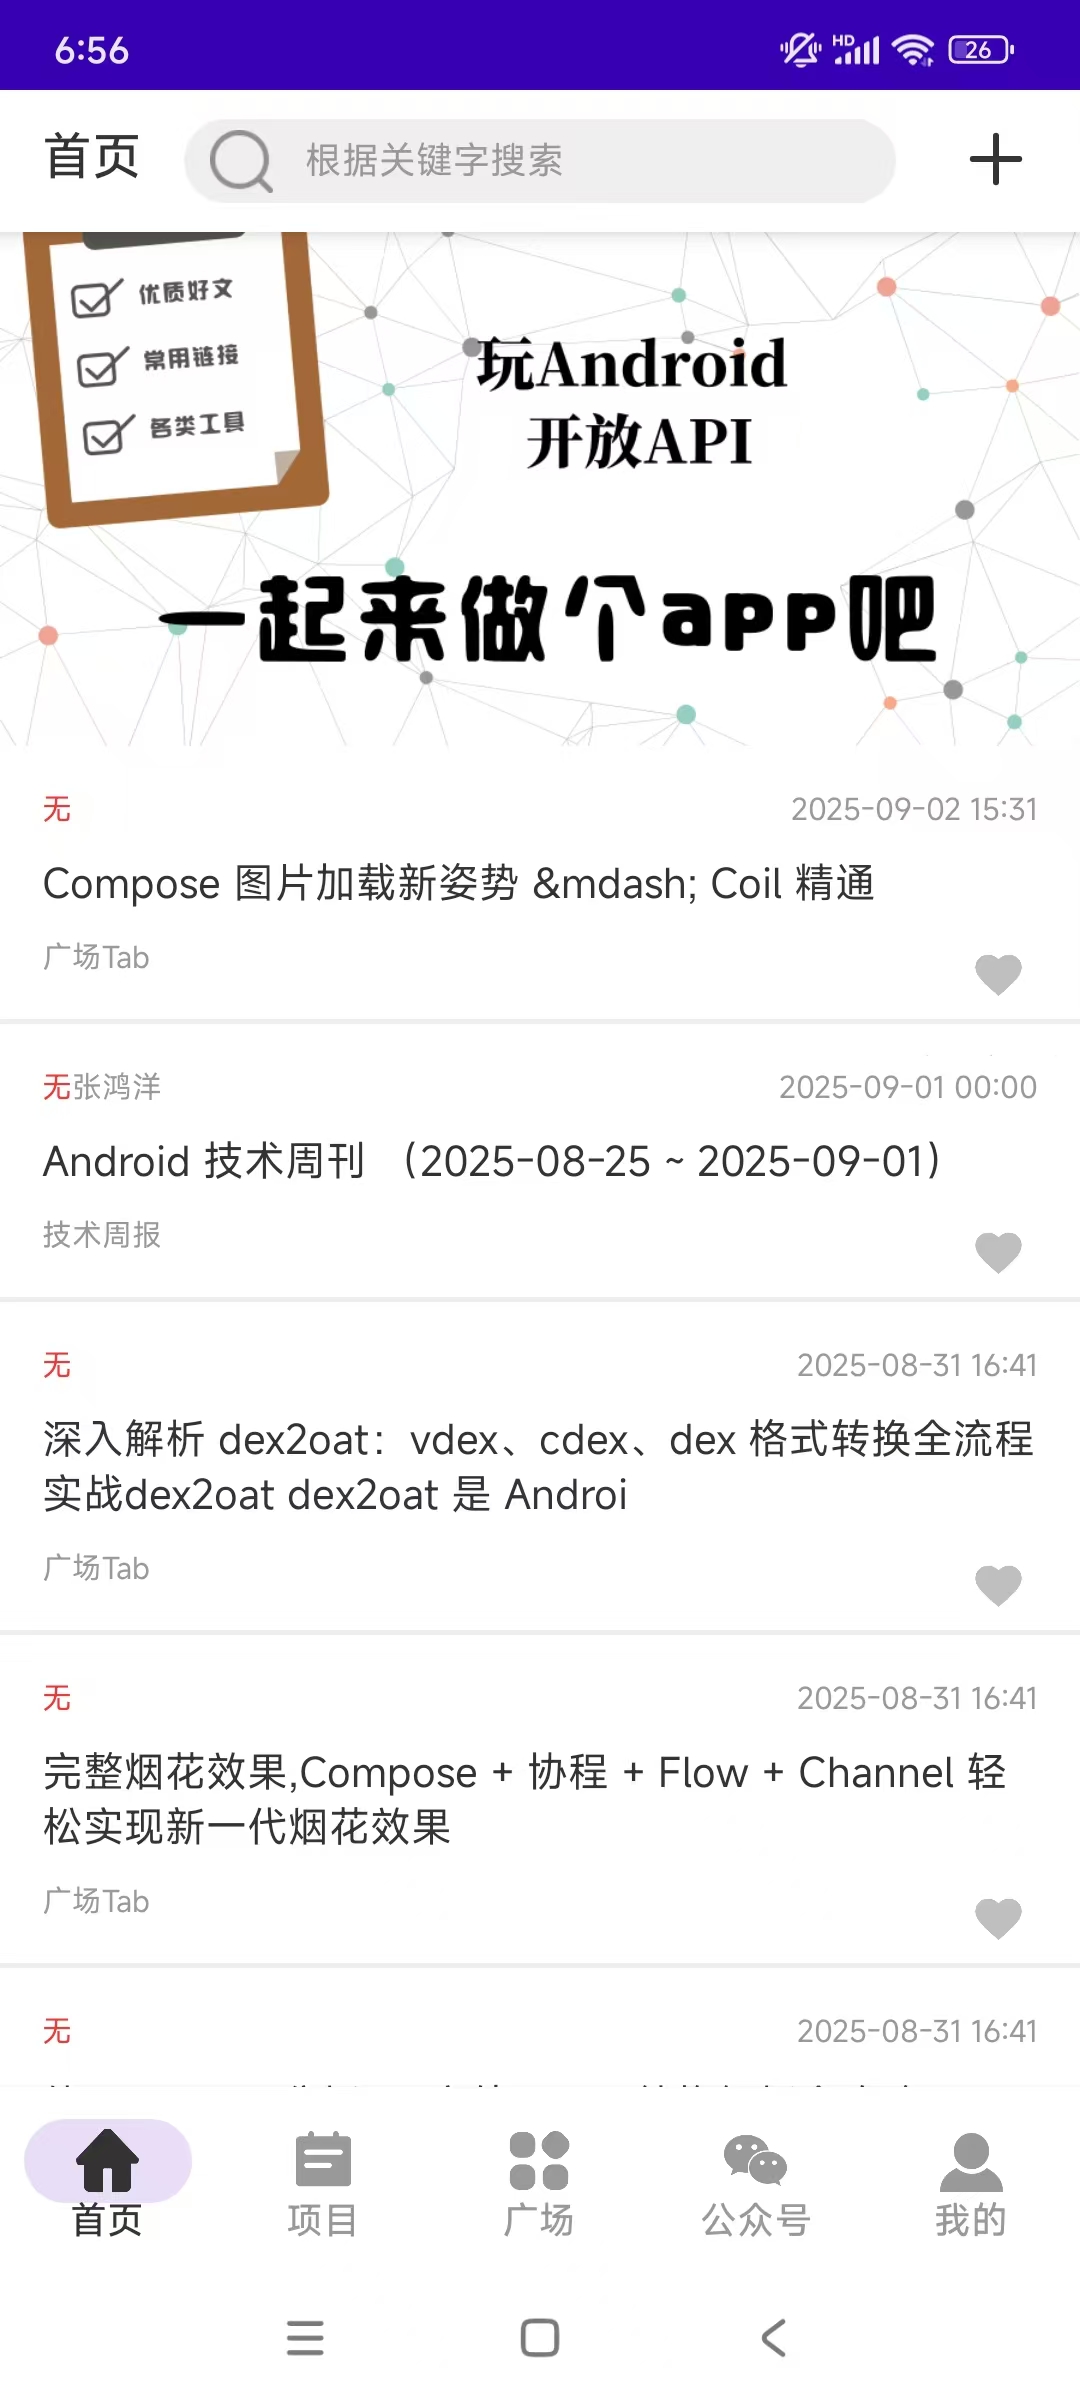 6:56
HD
26
首页
根据关键字搜索
优质好文
常用链接
各类工具
玩Android
开放API
一起来做个app吧
无
2025-09-02 15:31
Compose 图片加载新姿势 &mdash; Coil 精通
广场Tab
无张鸿洋
2025-09-01 00:00
Android 技术周刊 （2025-08-25 ~ 2025-09-01）
技术周报
无
2025-08-31 16:41
深入解析 dex2oat：vdex、cdex、dex 格式转换全流程
实战dex2oat dex2oat 是 Androi
广场Tab
无
2025-08-31 16:41
完整烟花效果,Compose + 协程 + Flow + Channel 轻
松实现新一代烟花效果
广场Tab
无
2025-08-31 16:41
首页
项目
广场
公众号
我的